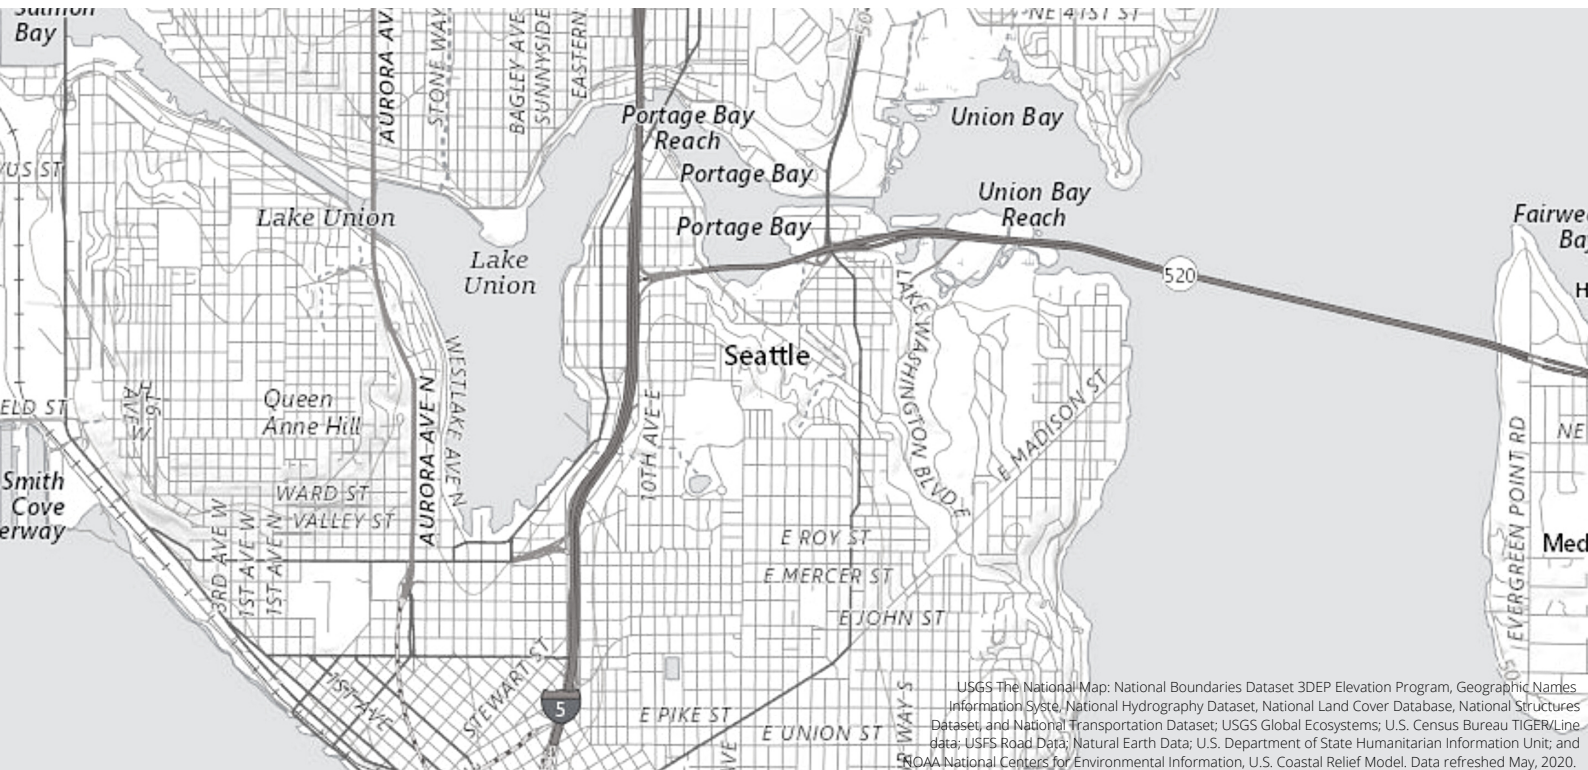 Salmon
Bay
NE 41ST ST
AURORA AV
STONE WAY
BAGLEY AVE
SUNNYSIDE
EASTERN
50
Portage Bay
Reach
Union Bay
VUS ST
Portage Bay
Union Bay
Reach
Lake Union
Portage Bay
Fairwe
Ba
Lake
Union
520
H
LAKE WASHINGTON BLVD E
Seattle
WESTLAKE AVE N
AURORA AVE N
10TH AVE E
E MADISON ST
ELD ST
Queen
Anne Hill
EVERGREEN POINT RD
NE
Smith
Cove
erway
WARD ST
VALLEY ST
3RD AVE W
1ST AVE W
1ST AVE N
E ROY ST
Med
E MERCER ST
E JOHN ST
1ST AVE
STEWART ST
5
E PIKE ST
E UNION ST
WAY S
VE
USGS The National Map: National Boundaries Dataset 3DEP Elevation Program, Geographic Names
Information Syste, National Hydrography Dataset, National Land Cover Database, National Structures
Dataset, and National Transportation Dataset; USGS Global Ecosystems; U.S. Census Bureau TIGER/Line
data; USFS Road Data; Natural Earth Data; U.S. Department of State Humanitarian Information Unit; and
NOAA National Centers for Environmental Information, U.S. Coastal Relief Model. Data refreshed May, 2020.